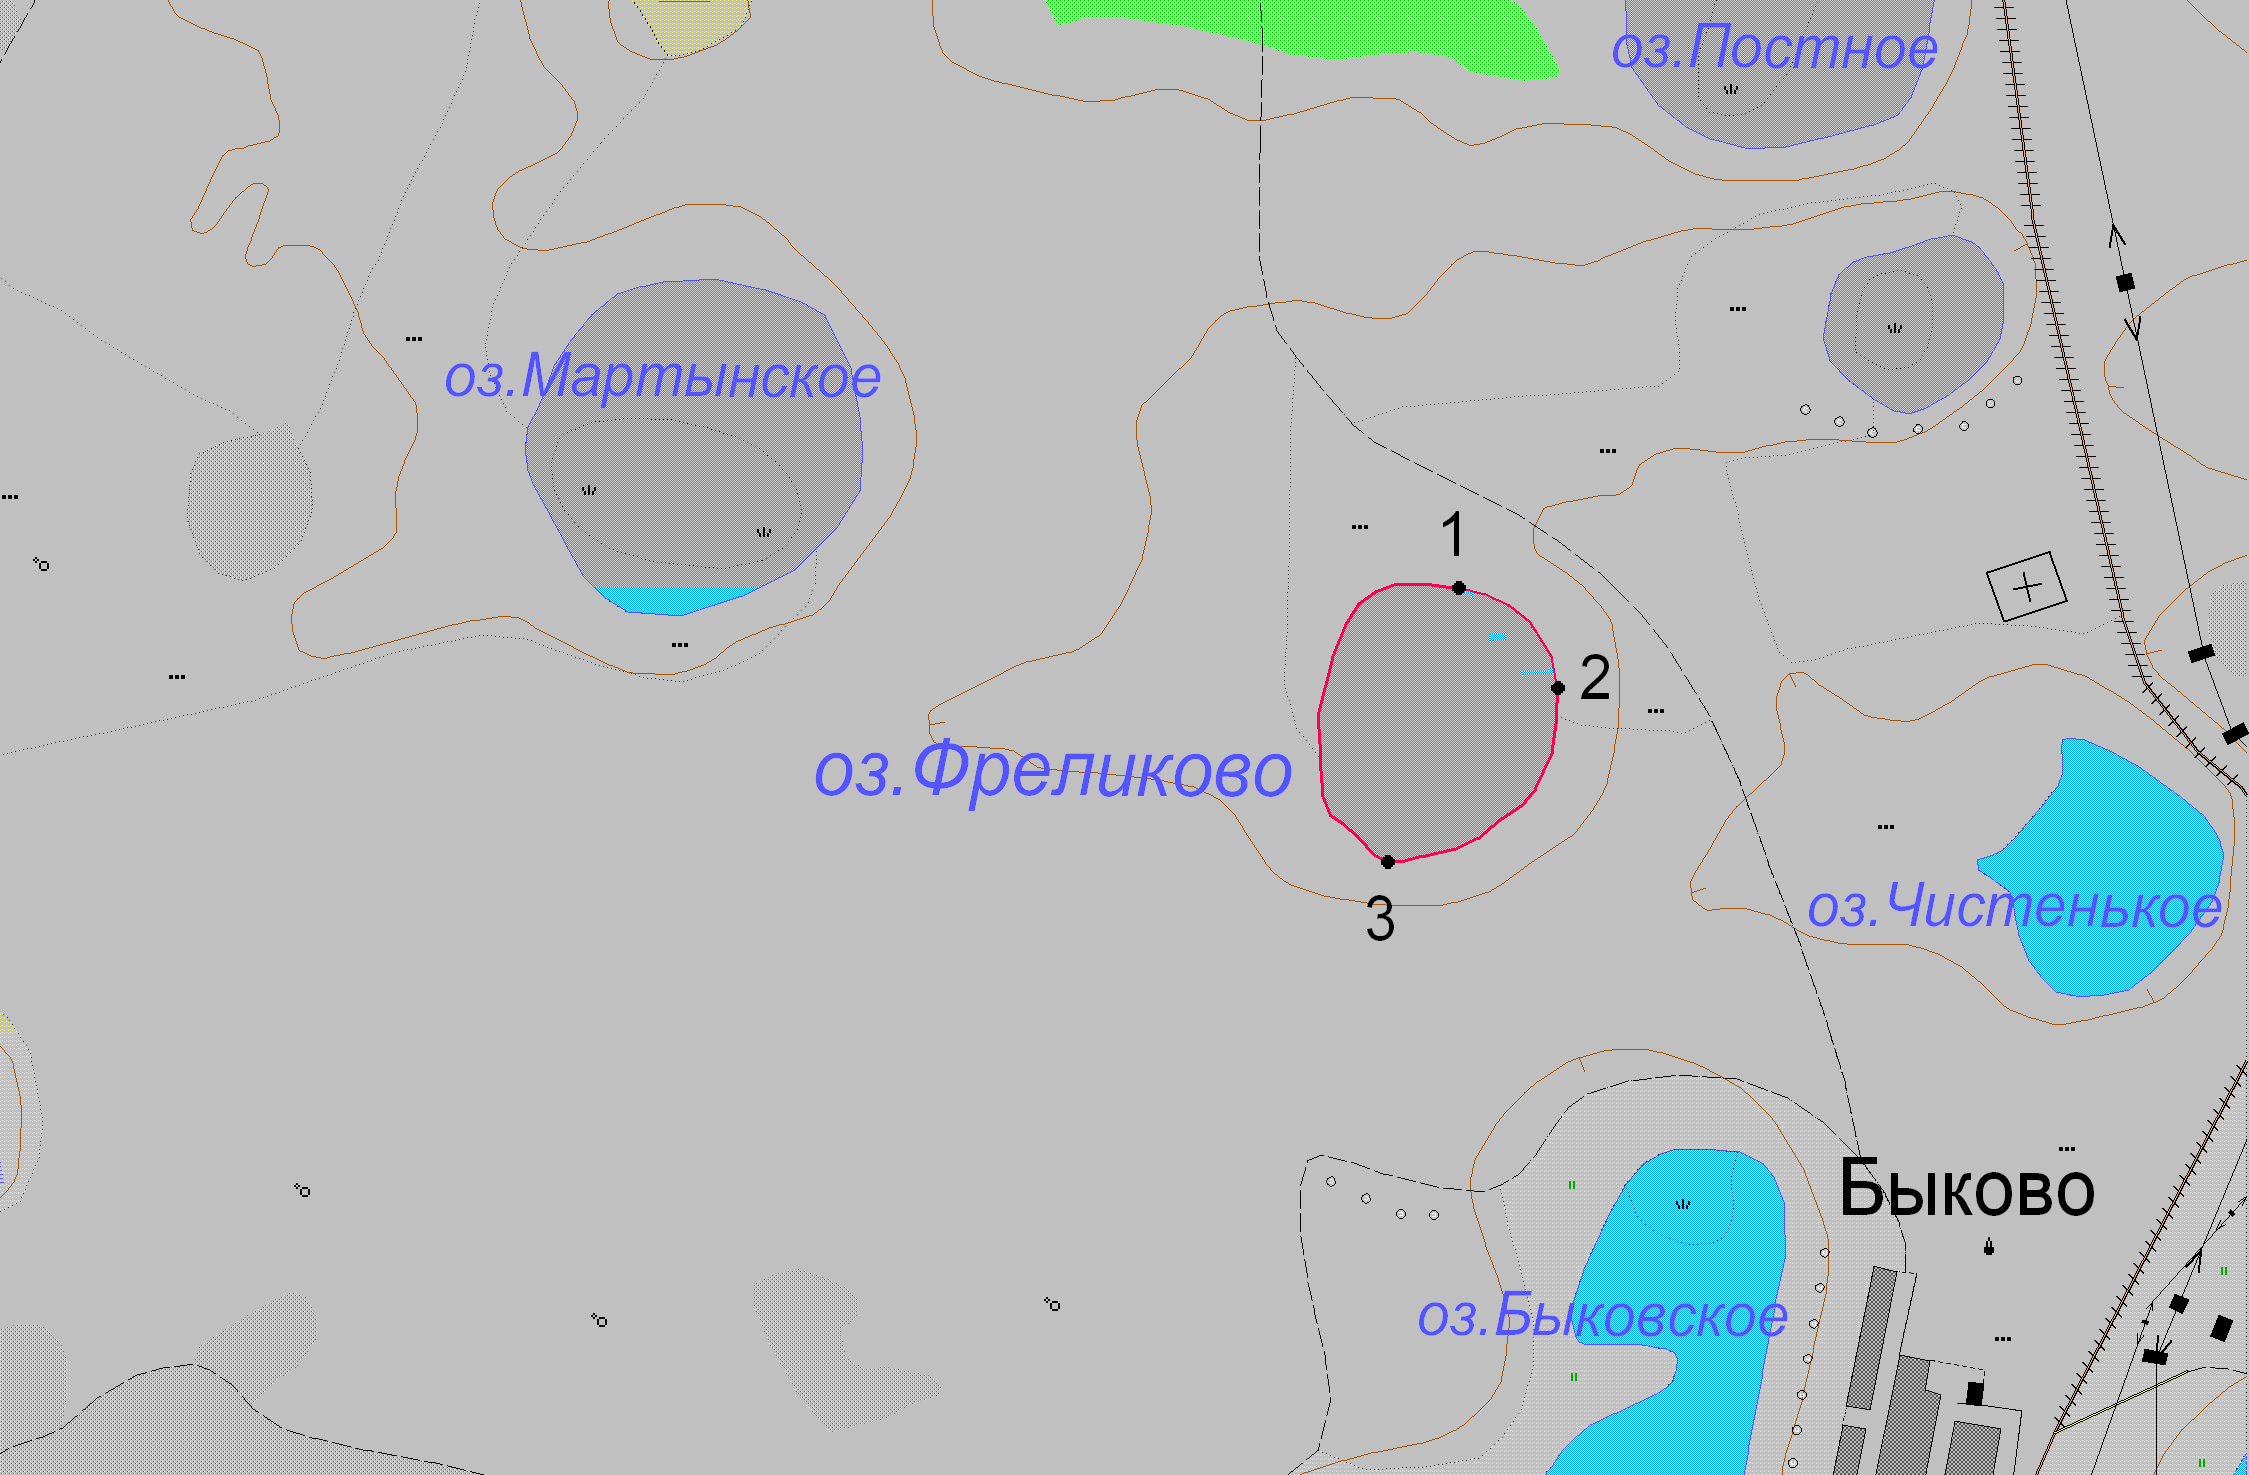 оз.Постное
оз.Мартынское
1
2
оз.Фреликово
3
оз.Чистенькое
Быково
оз.Быковское